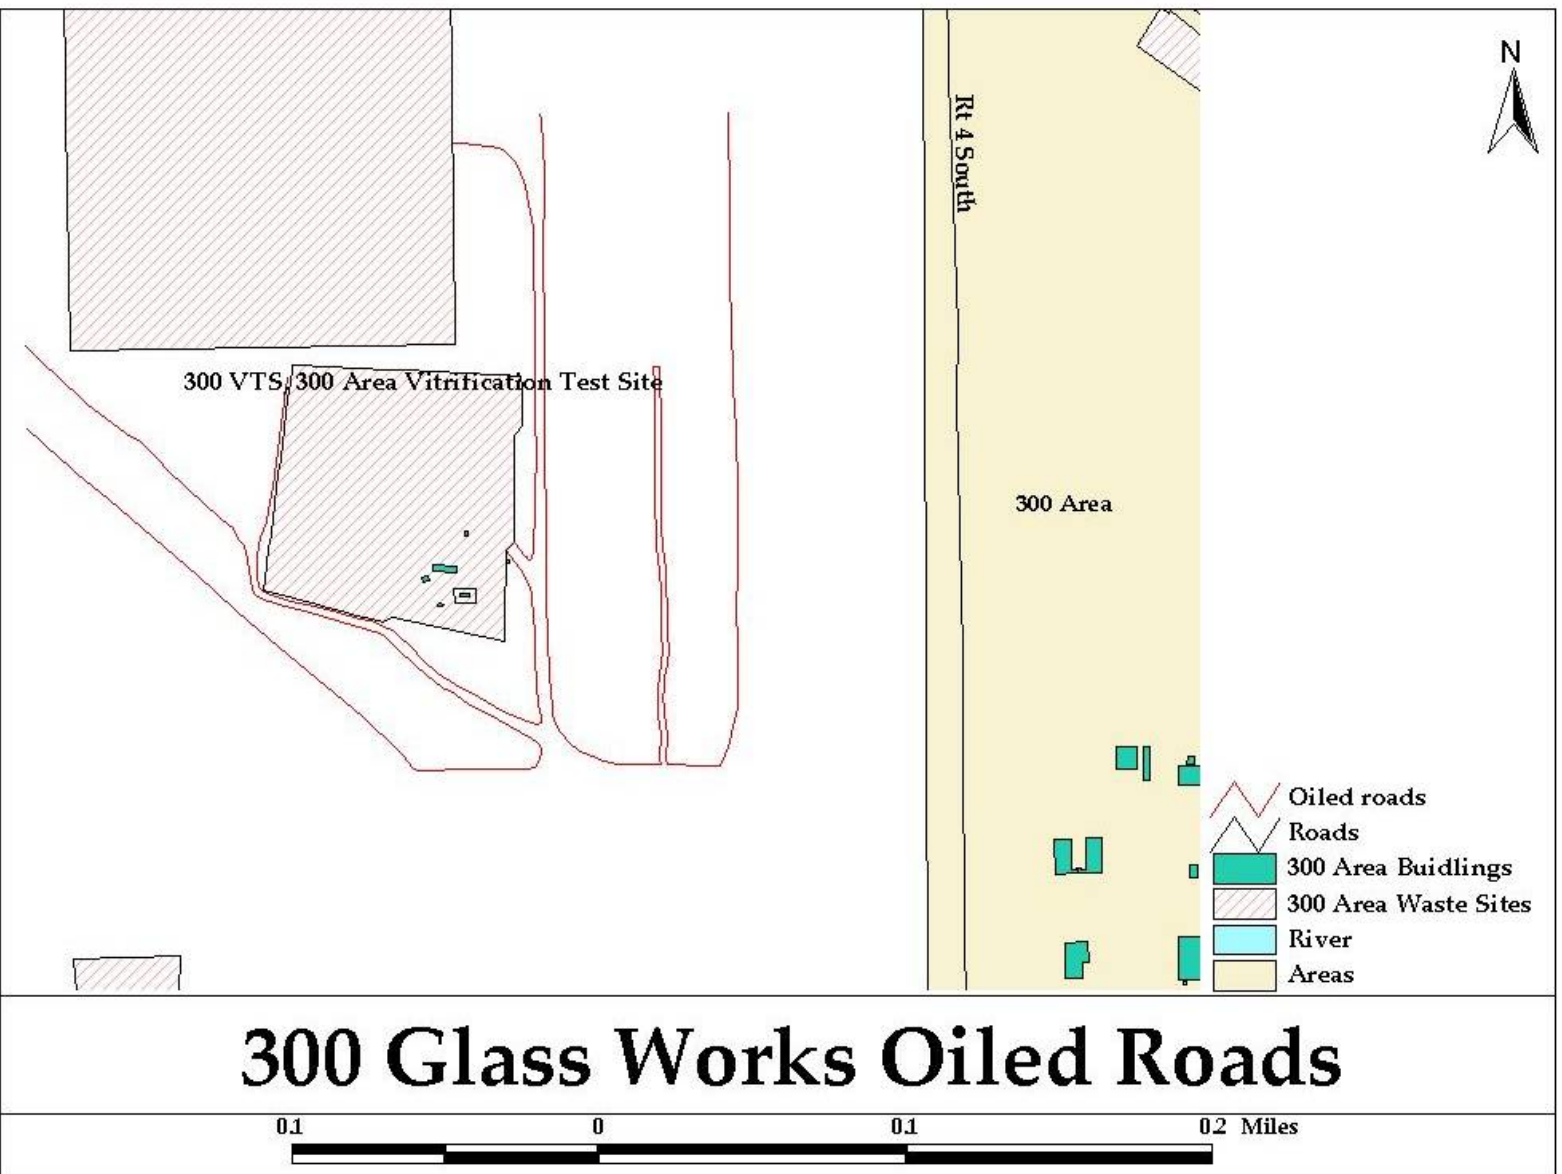 N
Rt 4 South
300 VTS, 300 Area Vitrification Test Site
300 Area
Oiled roads
Roads
300 Area Buidlings
300 Area Waste Sites
River
Areas
300 Glass Works Oiled Roads
0.1 0 0.1 0.2 Miles